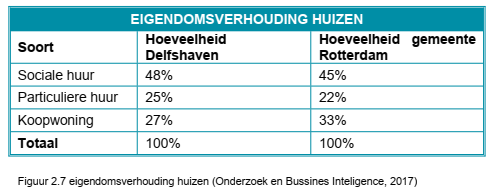 EIGENDOMSVERHOUDING HUIZEN
Soort Hoeveelheid Delfshaven Hoeveelheid gemeente Rotterdam
Sociale huur 48% 45%
Particuliere huur 25% 22%
Koopwoning 27% 33%
Totaal 100% 100%
Figuur 2.7 eigendomsverhouding huizen (Onderzoek en Bussines Inteligence, 2017)